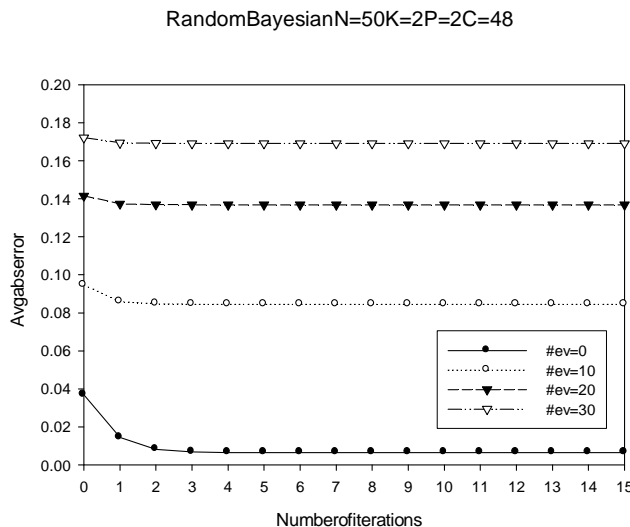 RandomBayesianN=50K=2P=2C=48
0.20
0.18
0.16
0.14
0.12
0.10
0.08
0.06
0.04
0.02
0.00
Avgabserror
#ev=0
#ev=10
#ev=20
#ev=30
0 1 2 3 4 5 6 7 8 9 10 11 12 13 14 15
Numberofiterations